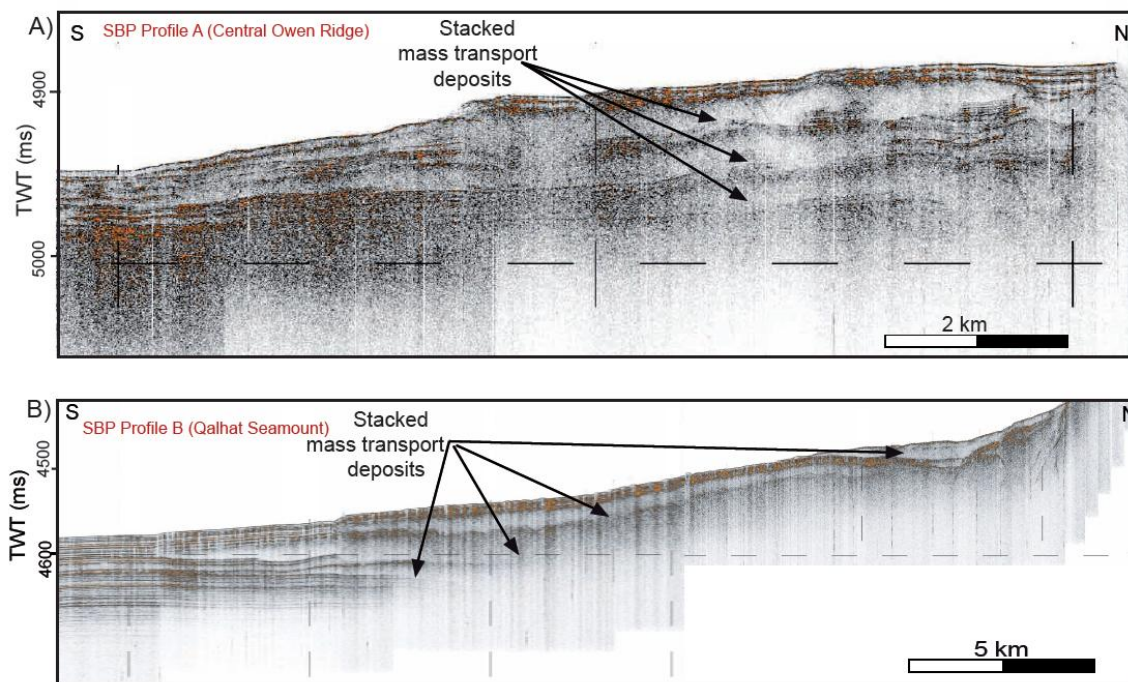 A)
S
SBP Profile A (Central Owen Ridge)
Stacked
mass transport
deposits
N
4900
TWT (ms)
5000
2 km
B)
S
SBP Profile B (Qalhat Seamount)
Stacked
mass transport
deposits
N
4500
TWT (ms)
4600
5 km